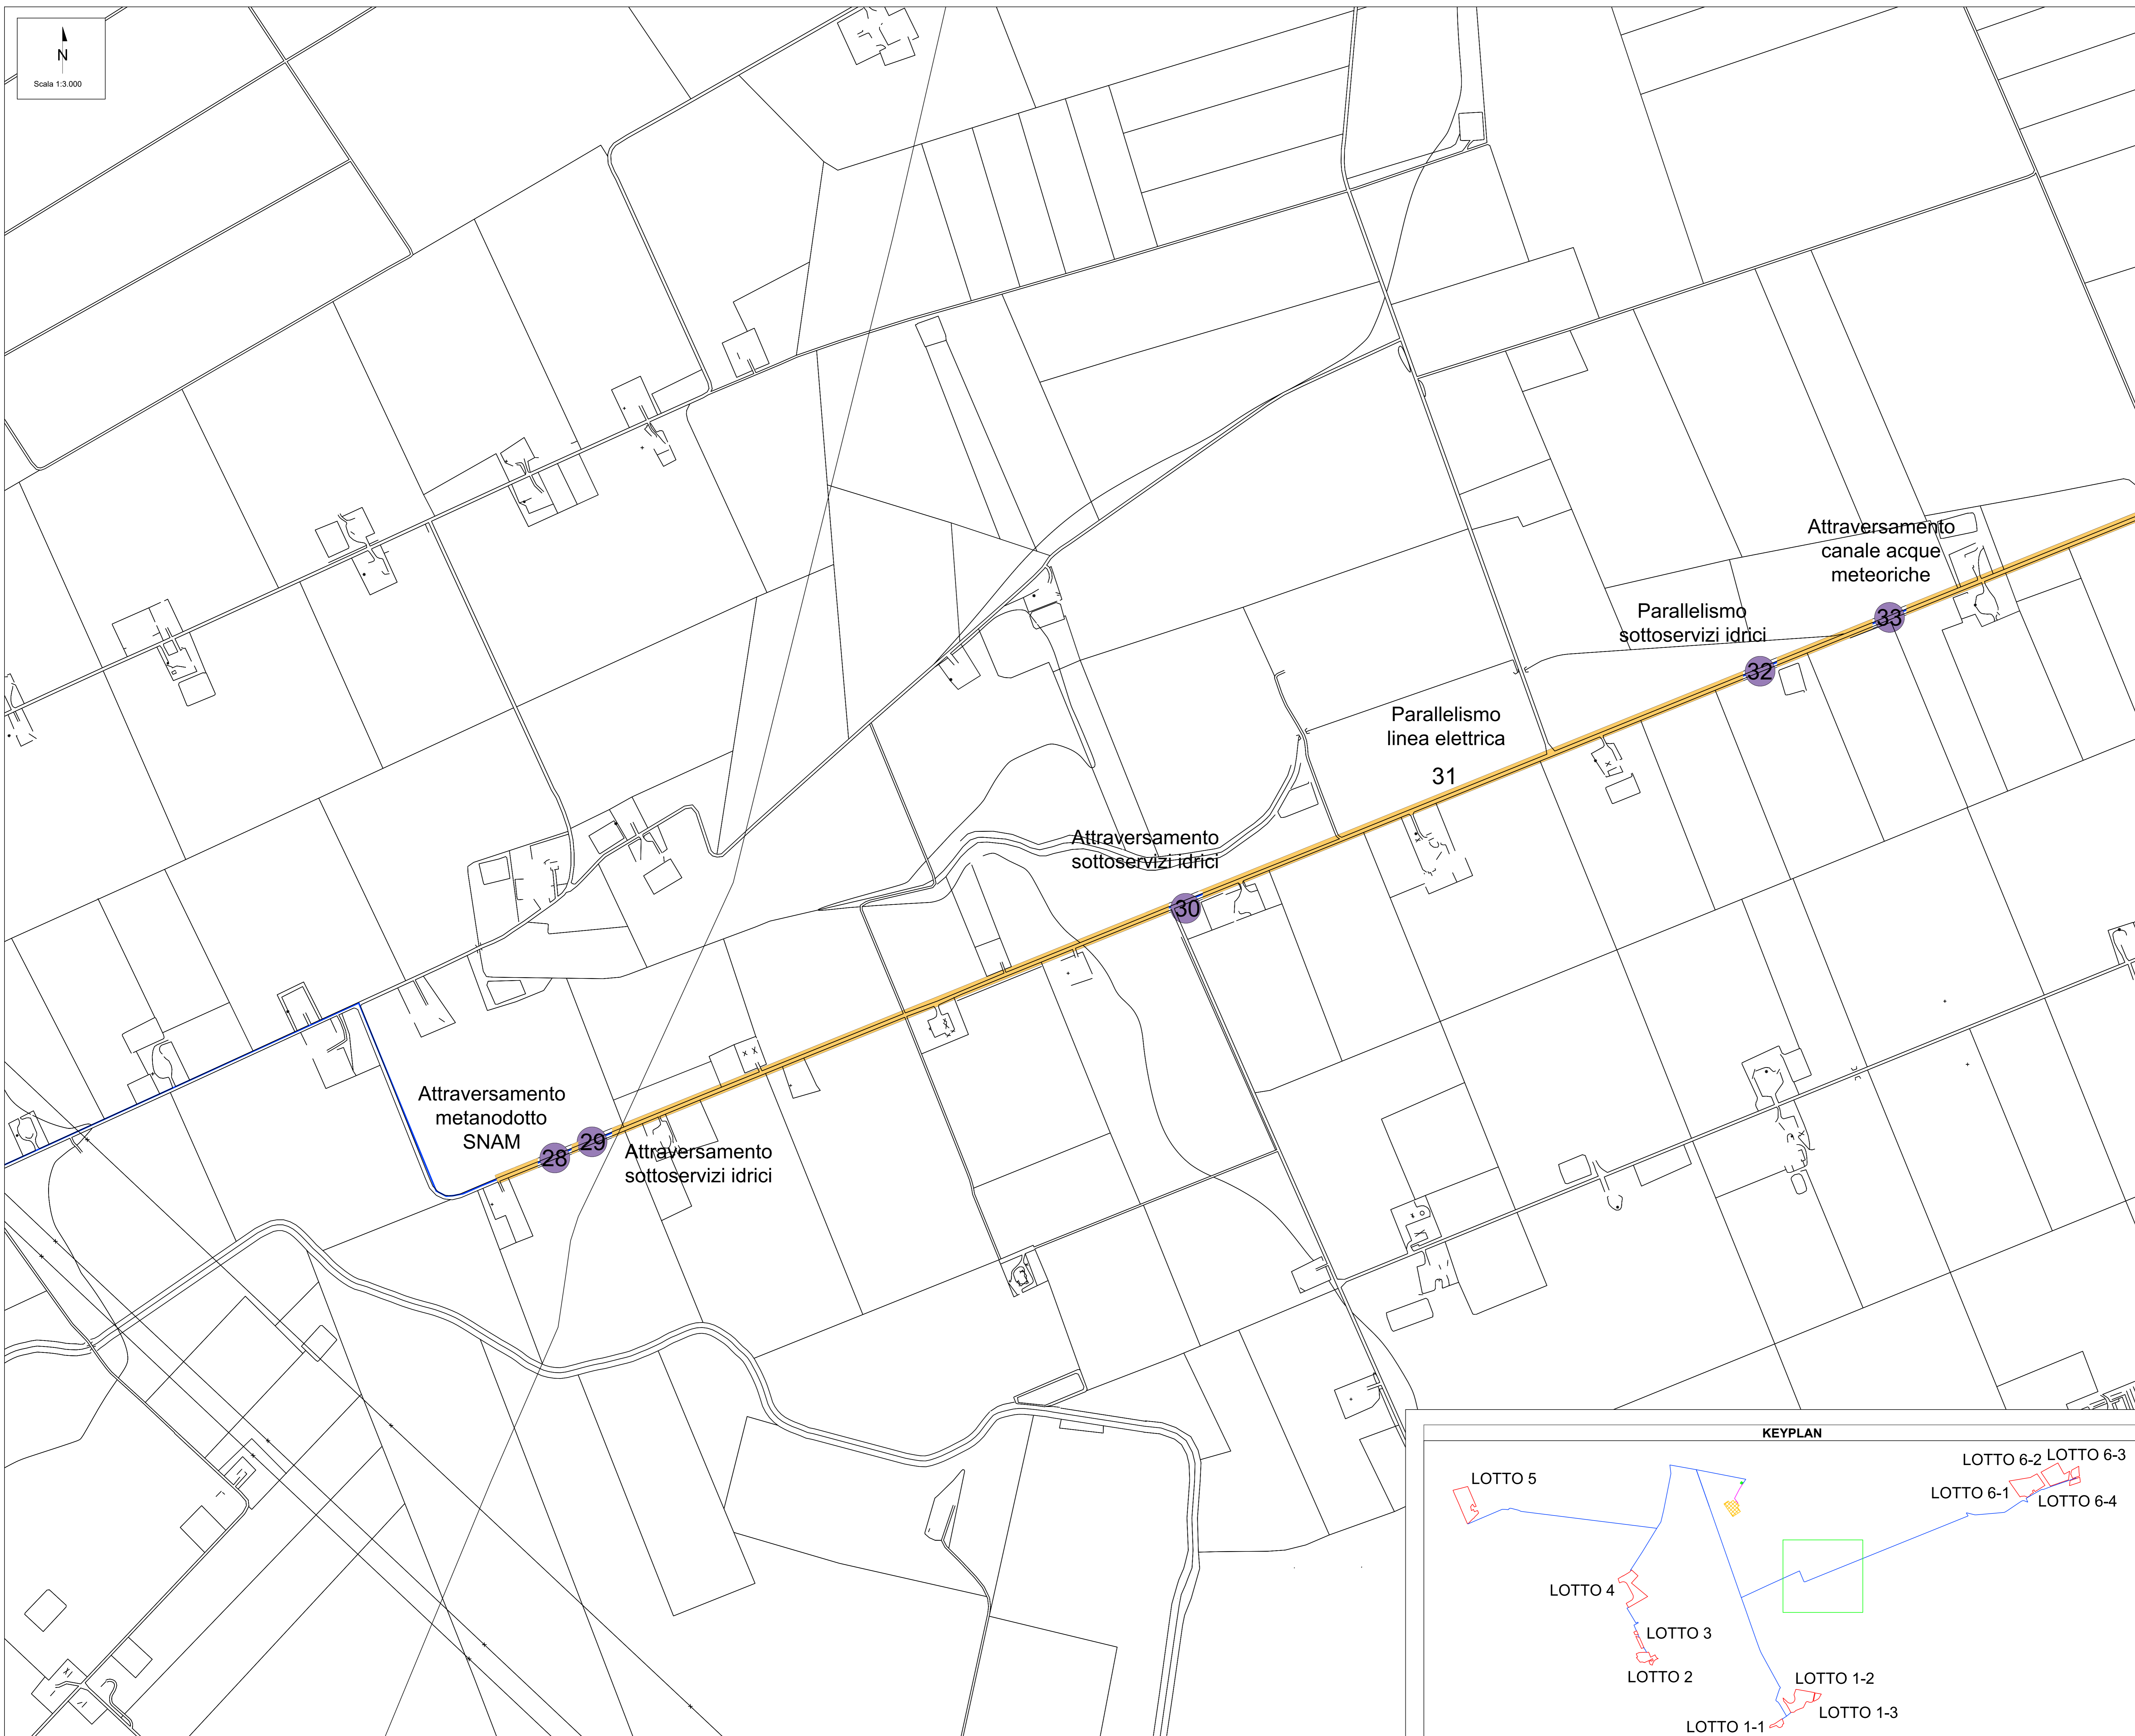 N
Scala 1:3.000
Attraversamento
canale acque
meteoriche
33
Parallelismo
sottoservizi idrici
32
Parallelismo
linea elettrica
31
Attraversamento
sottoservizi idrici
30
Attraversamento
metanodotto
SNAM
28
29
Attraversamento
sottoservizi idrici
KEYPLAN
LOTTO 5
LOTTO 6-2
LOTTO 6-3
LOTTO 6-1
LOTTO 6-4
LOTTO 4
LOTTO 3
LOTTO 2
LOTTO 1-2
LOTTO 1-3
LOTTO 1-1